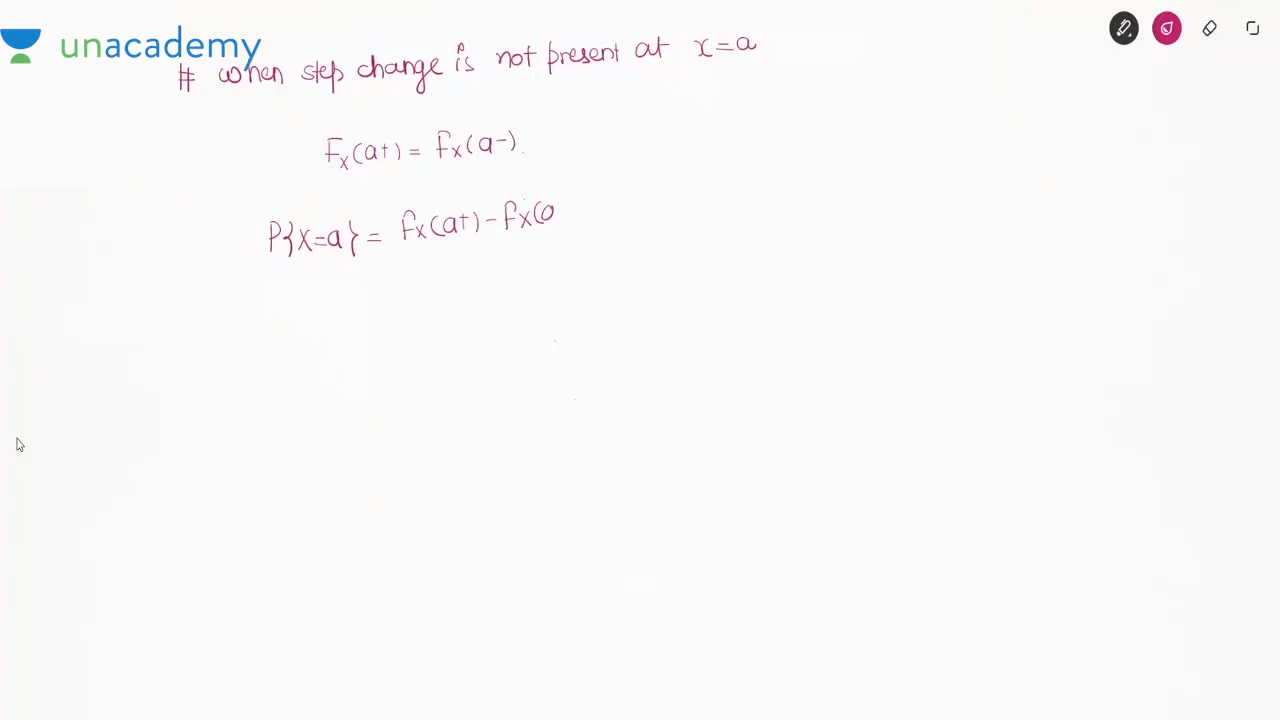 unacademy
# when step change is not present at x=a
Fx(a+) = Fx(a-).
P{X=a} = Fx(a+) - Fx(a